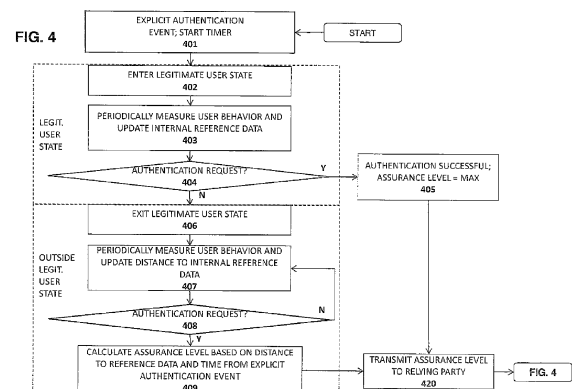 FIG. 4
EXPLICIT AUTHENTICATION
EVENT; START TIMER
401
START
ENTER LEGITIMATE USER STATE
402
LEGIT.
USER
STATE
PERIODICALLY MEASURE USER BEHAVIOR AND
UPDATE INTERNAL REFERENCE DATA
403
AUTHENTICATION REQUEST?
404
Y
N
AUTHENTICATION SUCCESSFUL;
ASSURANCE LEVEL = MAX
405
EXIT LEGITIMATE USER STATE
406
OUTSIDE
LEGIT.
USER
STATE
PERIODICALLY MEASURE USER BEHAVIOR AND
UPDATE DISTANCE TO INTERNAL REFERENCE
DATA
407
AUTHENTICATION REQUEST?
408
N
Y
CALCULATE ASSURANCE LEVEL BASED ON DISTANCE
TO REFERENCE DATA AND TIME FROM EXPLICIT
AUTHENTICATION EVENT
409
TRANSMIT ASSURANCE LEVEL
TO RELYING PARTY
420
FIG. 4